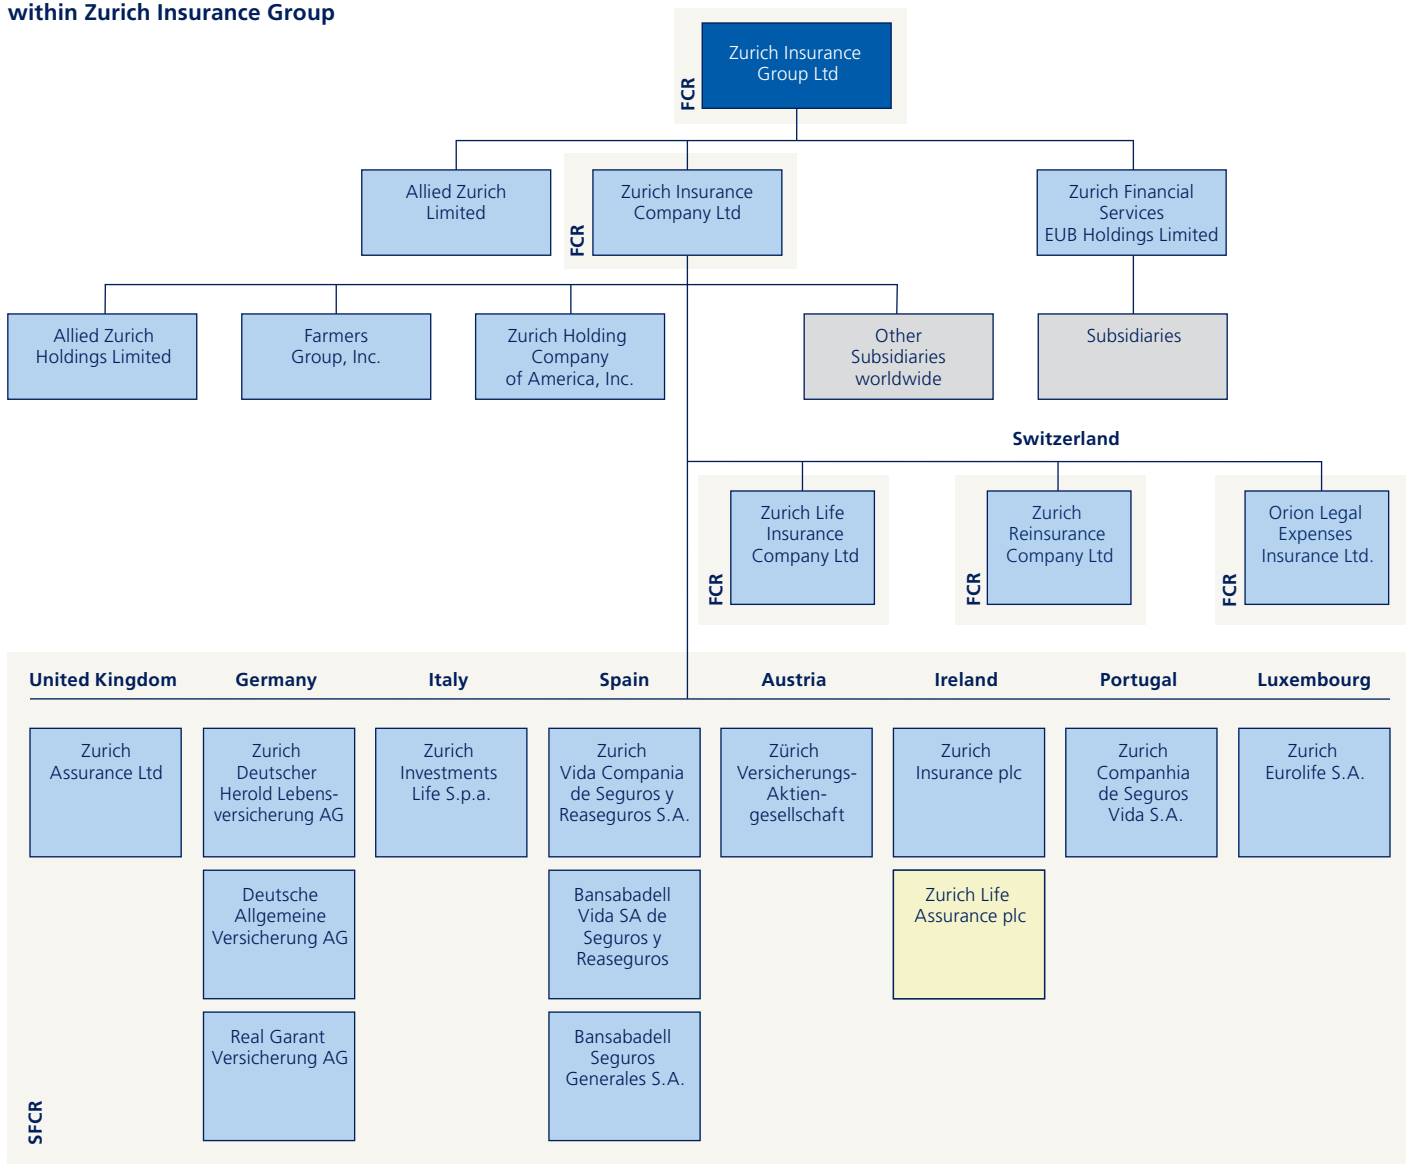 within Zurich Insurance Group
Zurich Insurance
Group Ltd
FCR
Allied Zurich
Limited
Zurich Insurance
Company Ltd
FCR
Zurich Financial
Services
EUB Holdings Limited
Allied Zurich
Holdings Limited
Farmers
Group, Inc.
Zurich Holding
Company
of America, Inc.
Other
Subsidiaries
worldwide
Subsidiaries
Switzerland
Zurich Life
Insurance
Company Ltd
FCR
Zurich
Reinsurance
Company Ltd
FCR
Orion Legal
Expenses
Insurance Ltd.
FCR
United Kingdom
Germany
Italy
Spain
Austria
Ireland
Portugal
Luxembourg
Zurich
Assurance Ltd
Zurich
Deutscher
Herold Lebens-
versicherung AG
Zurich
Investments
Life S.p.a.
Zurich
Vida Compania
de Seguros y
Reaseguros S.A.
Zürich
Versicherungs-
Aktien-
gesellschaft
Zurich
Insurance plc
Zurich
Companhia
de Seguros
Vida S.A.
Zurich
Eurolife S.A.
Deutsche
Allgemeine
Versicherung AG
Bansabadell
Vida SA de
Seguros y
Reaseguros
Zurich Life
Assurance plc
Real Garant
Versicherung AG
Bansabadell
Seguros
Generales S.A.
SFCR